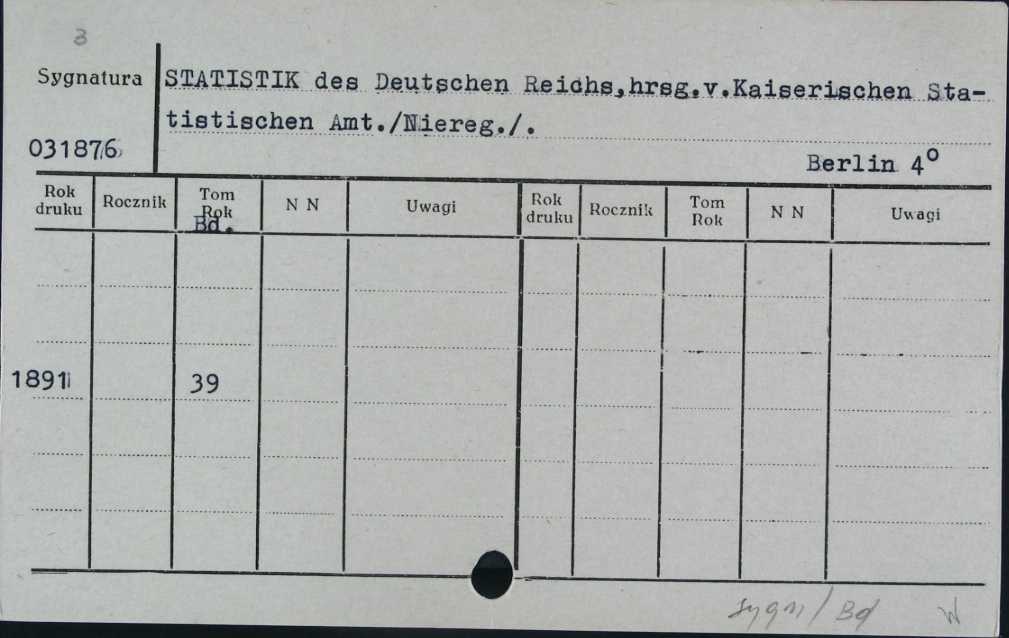 3
Sygnatura
STATISTIK des Deutschen Reichs,hrsg.v.Kaiserischen Sta-
tistischen Amt./Niereg./.
031876
Berlin 4º
Rok druku Rocznik Tom Rok Bd. N N Uwagi Rok druku Rocznik Tom Rok N N Uwagi
1891 39
sygn/Bd W